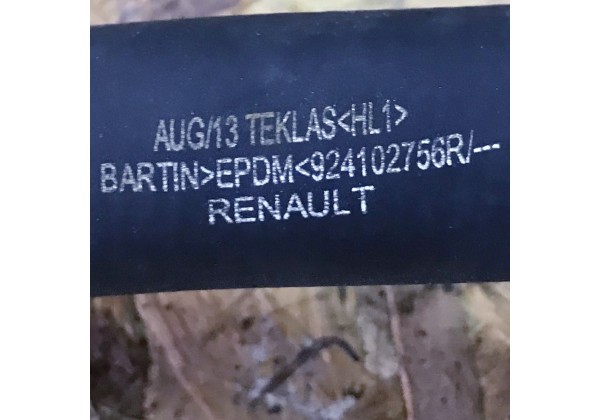 AUG/13 TEKLAS<HL1>
BARTIN>EPDM<924102756R/---
RENAULT